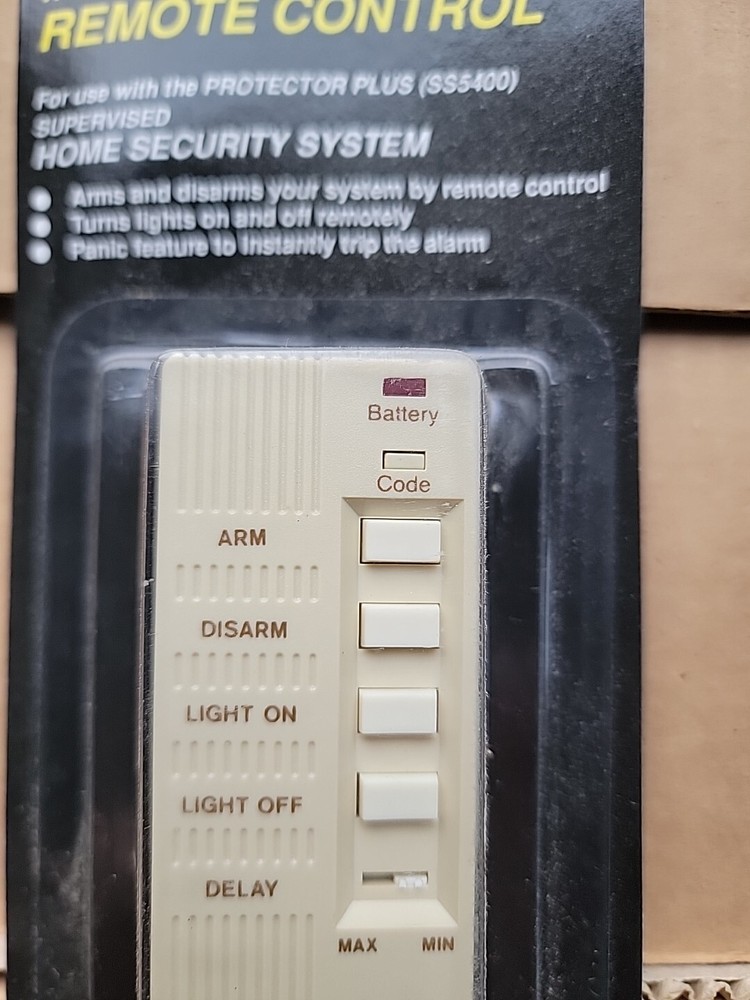 REMOTE CONTROL
For use with the PROTECTOR PLUS (SS5400)
SUPERVISED
HOME SECURITY SYSTEM
● Arms and disarms your system by remote control
● Turns lights on and off remotely
● Panic feature to instantly trip the alarm
Battery
Code
ARM
DISARM
LIGHT ON
LIGHT OFF
DELAY
MAX MIN